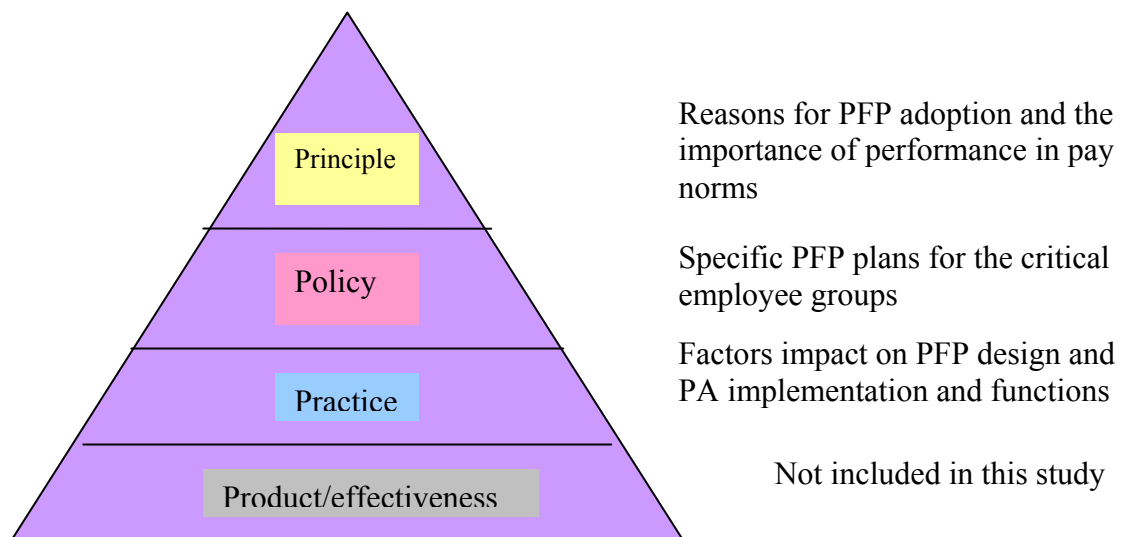 Principle
Reasons for PFP adoption and the
importance of performance in pay
norms
Policy
Specific PFP plans for the critical
employee groups
Practice
Factors impact on PFP design and
PA implementation and functions
Product/effectiveness
Not included in this study